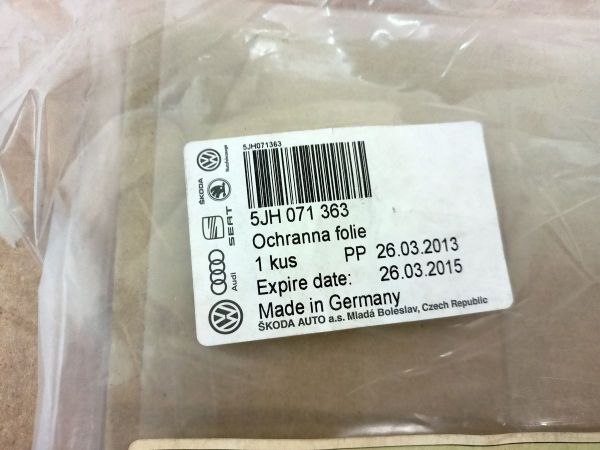 5JH071363
5JH 071 363
Ochranna folie
1 kus PP 26.03.2013
Expire date: 26.03.2015
Made in Germany
ŠKODA AUTO a.s. Mladá Boleslav, Czech Republic
ŠKODA
SEAT
Audi